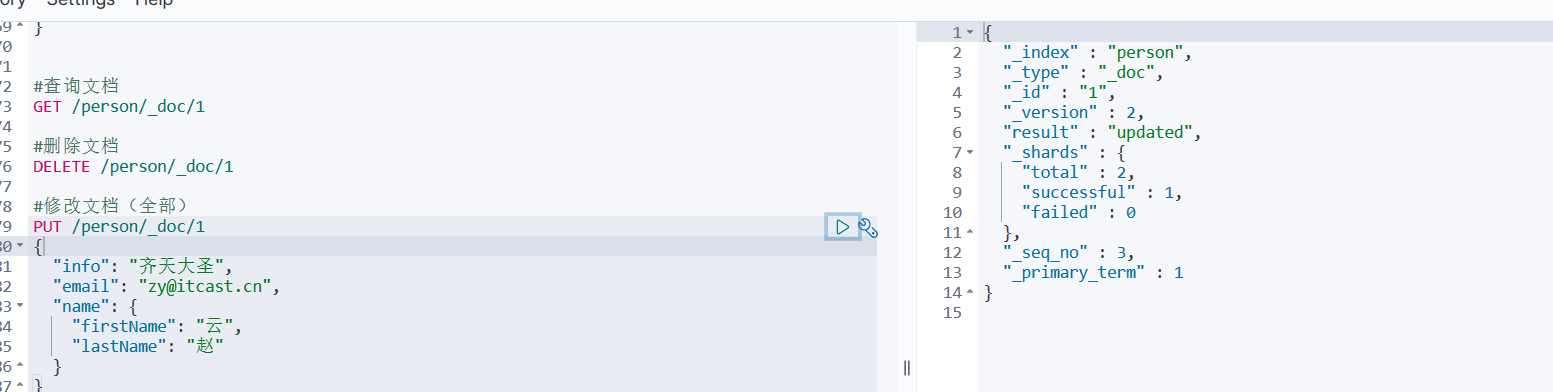 Settings
Help
69 }
70
71
72 #查询文档
73 GET /person/_doc/1
74
75 #删除文档
76 DELETE /person/_doc/1
77
78 #修改文档（全部）
79 PUT /person/_doc/1
80 {
81 "info": "齐天大圣",
82 "email": "zy@itcast.cn",
83 "name": {
84 "firstName": "云",
85 "lastName": "赵"
86 }
87 }
1 {
2 "_index" : "person",
3 "_type" : "_doc",
4 "_id" : "1",
5 "_version" : 2,
6 "result" : "updated",
7 "_shards" : {
8 "total" : 2,
9 "successful" : 1,
10 "failed" : 0
11 },
12 "_seq_no" : 3,
13 "_primary_term" : 1
14 }
15